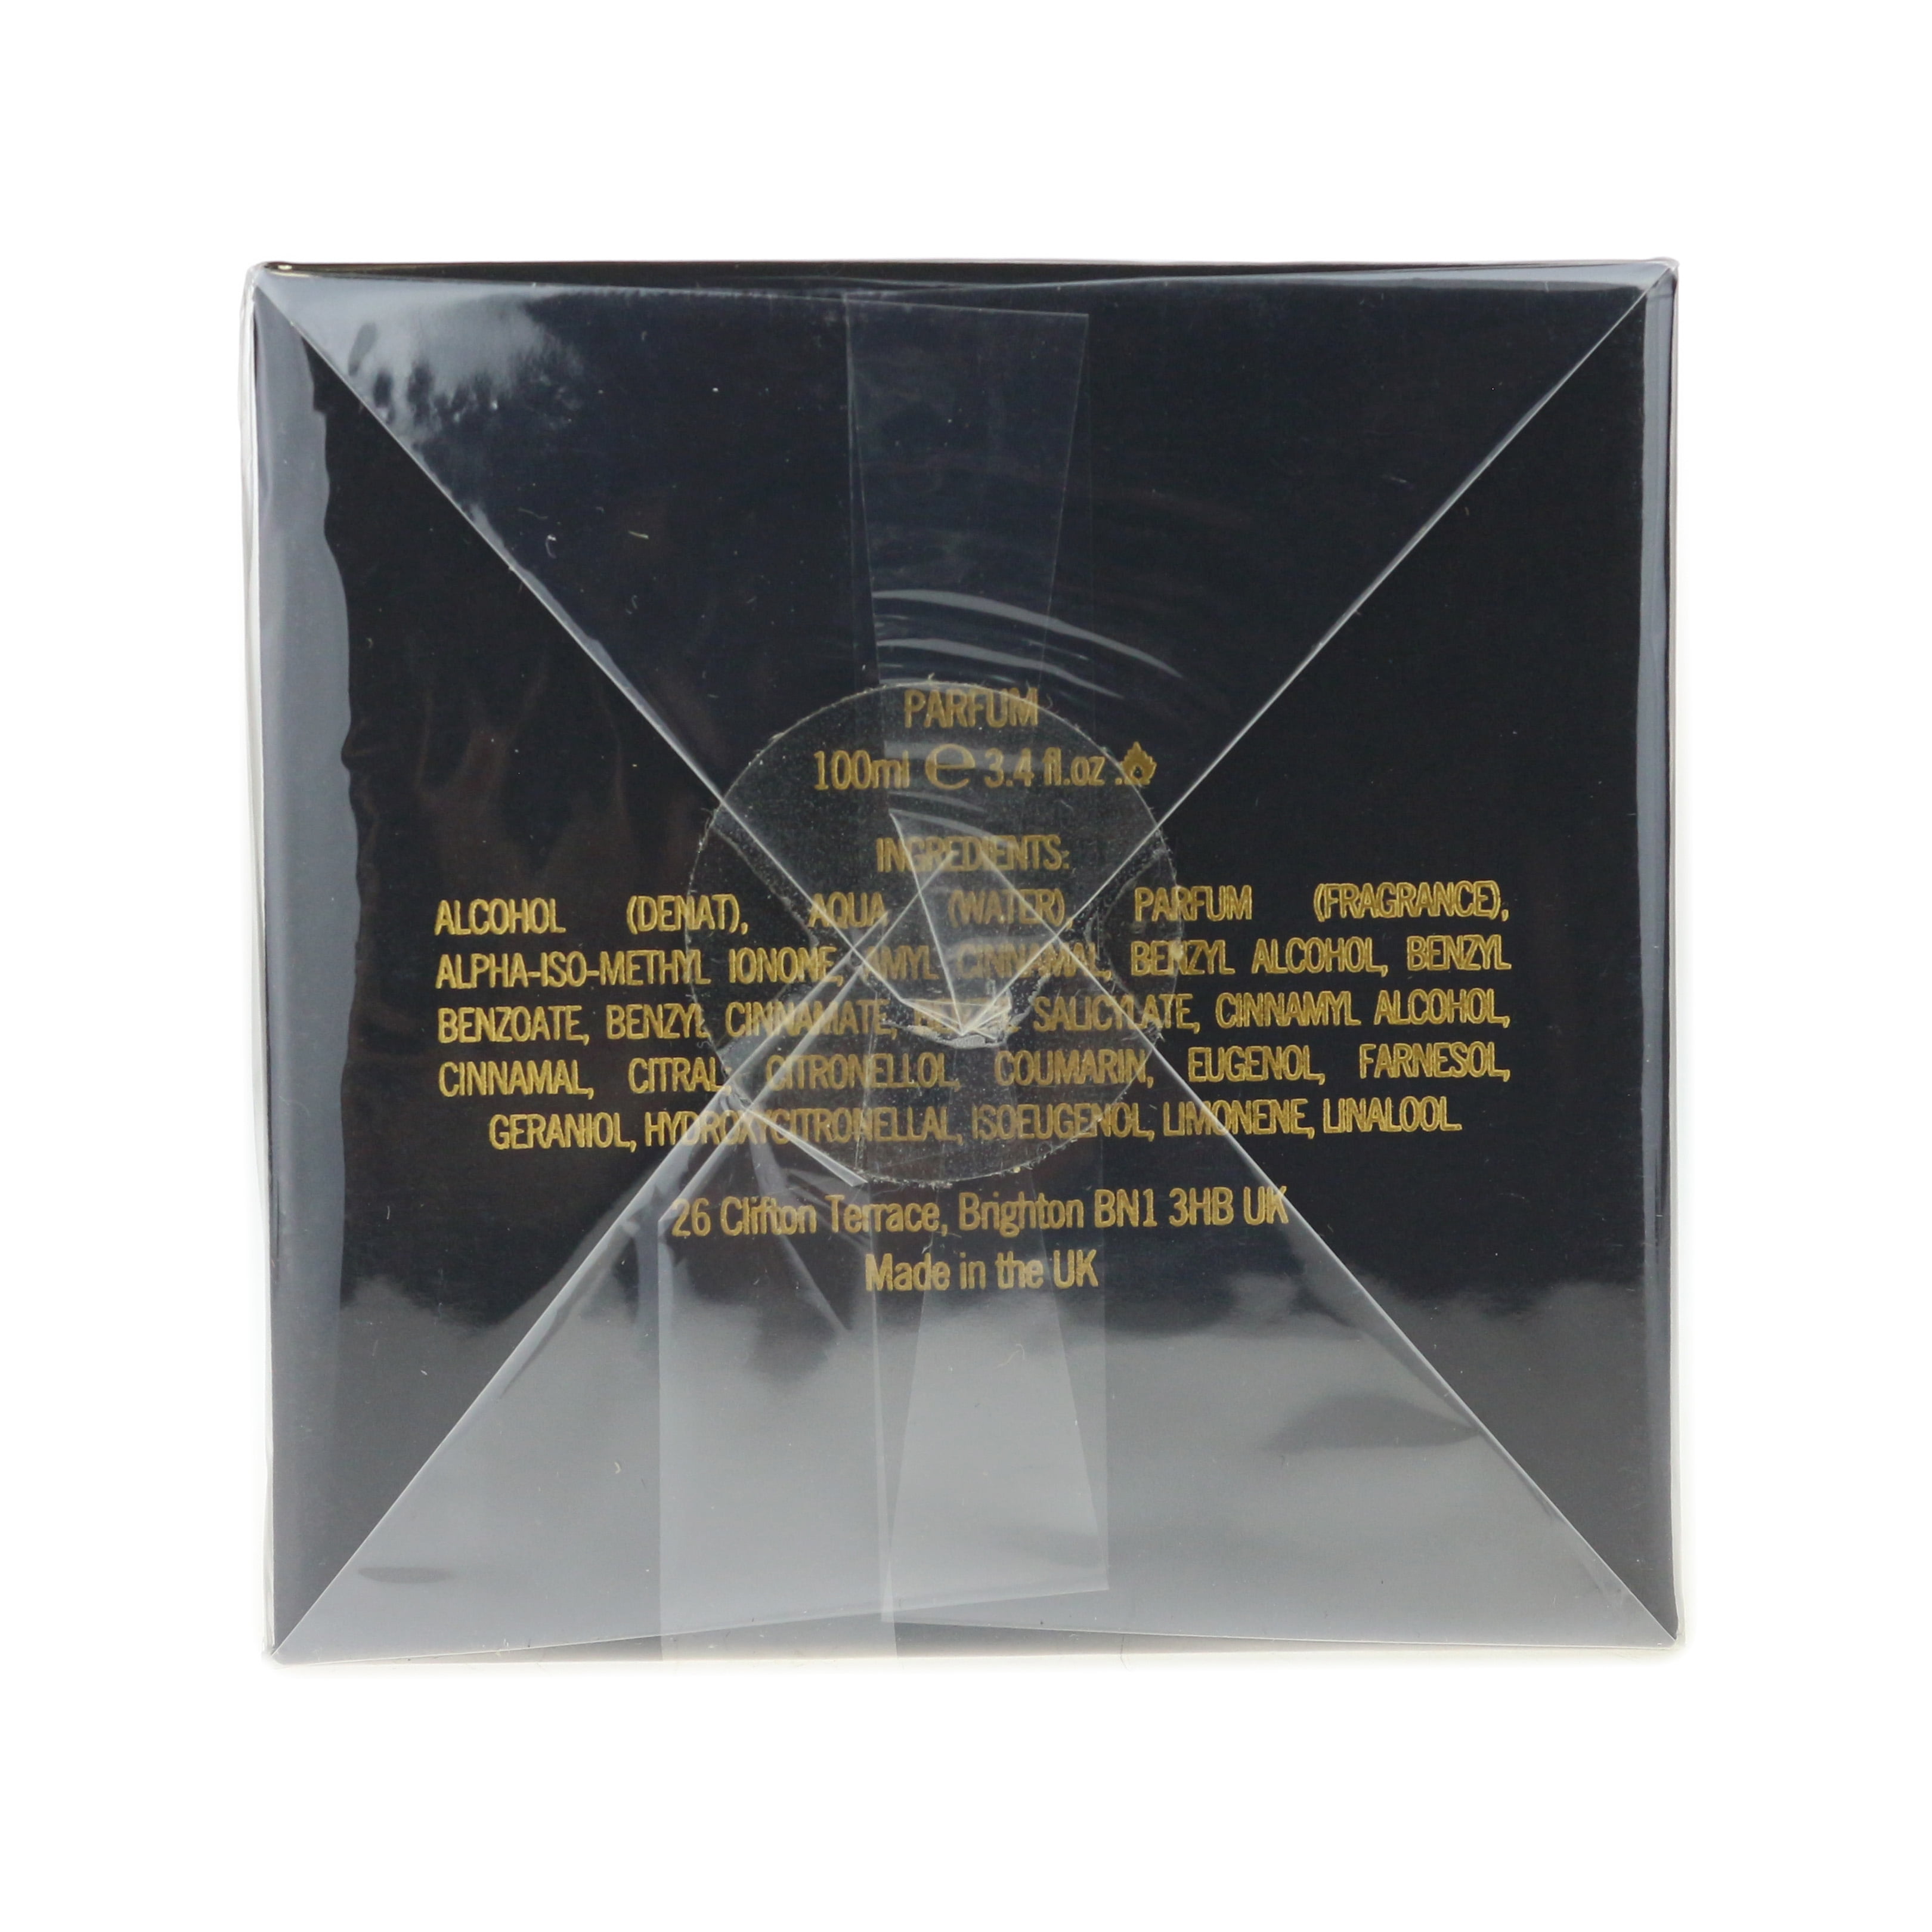 PARFUM
100ml ℮ 3.4 fl.oz.
INGREDIENTS:
ALCOHOL (DENAT), AQUA (WATER), PARFUM (FRAGRANCE),
ALPHA-ISO-METHYL IONONE, AMYL CINNAMAL, BENZYL ALCOHOL, BENZYL
BENZOATE, BENZYL CINNAMATE, SALICYLATE, CINNAMYL ALCOHOL,
CINNAMAL, CITRAL, CITRONELLOL, COUMARIN, EUGENOL, FARNESOL,
GERANIOL, HYDROXYCITRONELLAL, ISOEUGENOL, LIMONENE, LINALOOL.
26 Clifton Terrace, Brighton BN1 3HB UK
Made in the UK